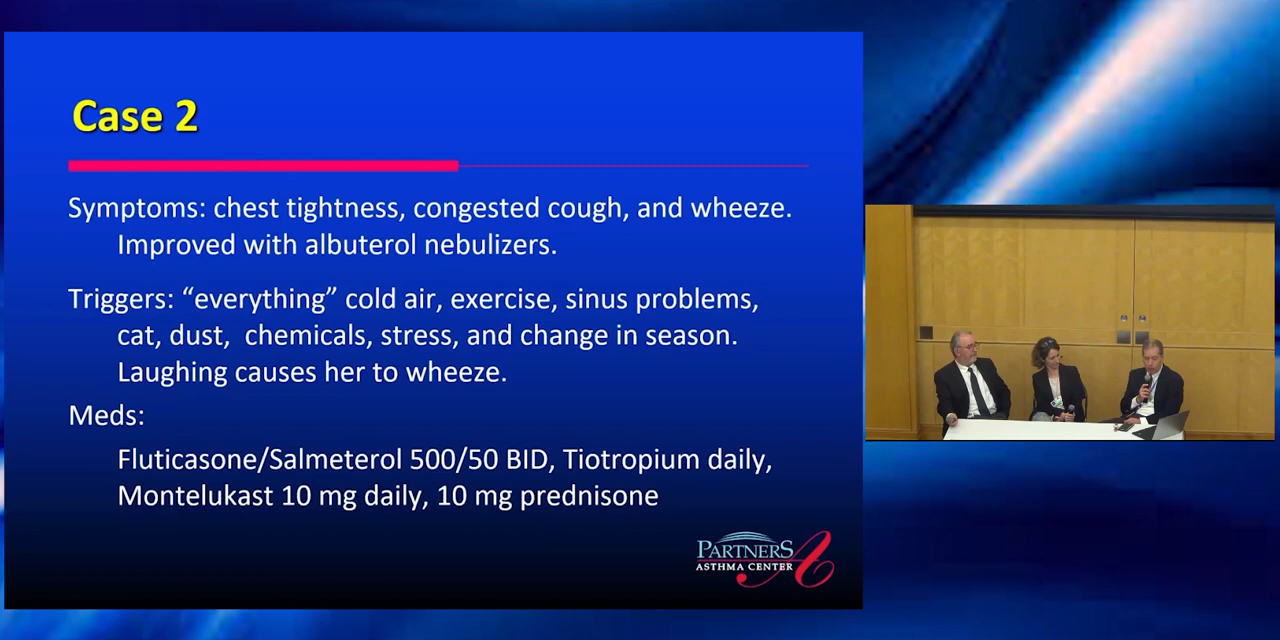 Case 2
Symptoms: chest tightness, congested cough, and wheeze.
Improved with albuterol nebulizers.
Triggers: “everything” cold air, exercise, sinus problems,
cat, dust, chemicals, stress, and change in season.
Laughing causes her to wheeze.
Meds:
Fluticasone/Salmeterol 500/50 BID, Tiotropium daily,
Montelukast 10 mg daily, 10 mg prednisone
PARTNERS
ASTHMA CENTER
A